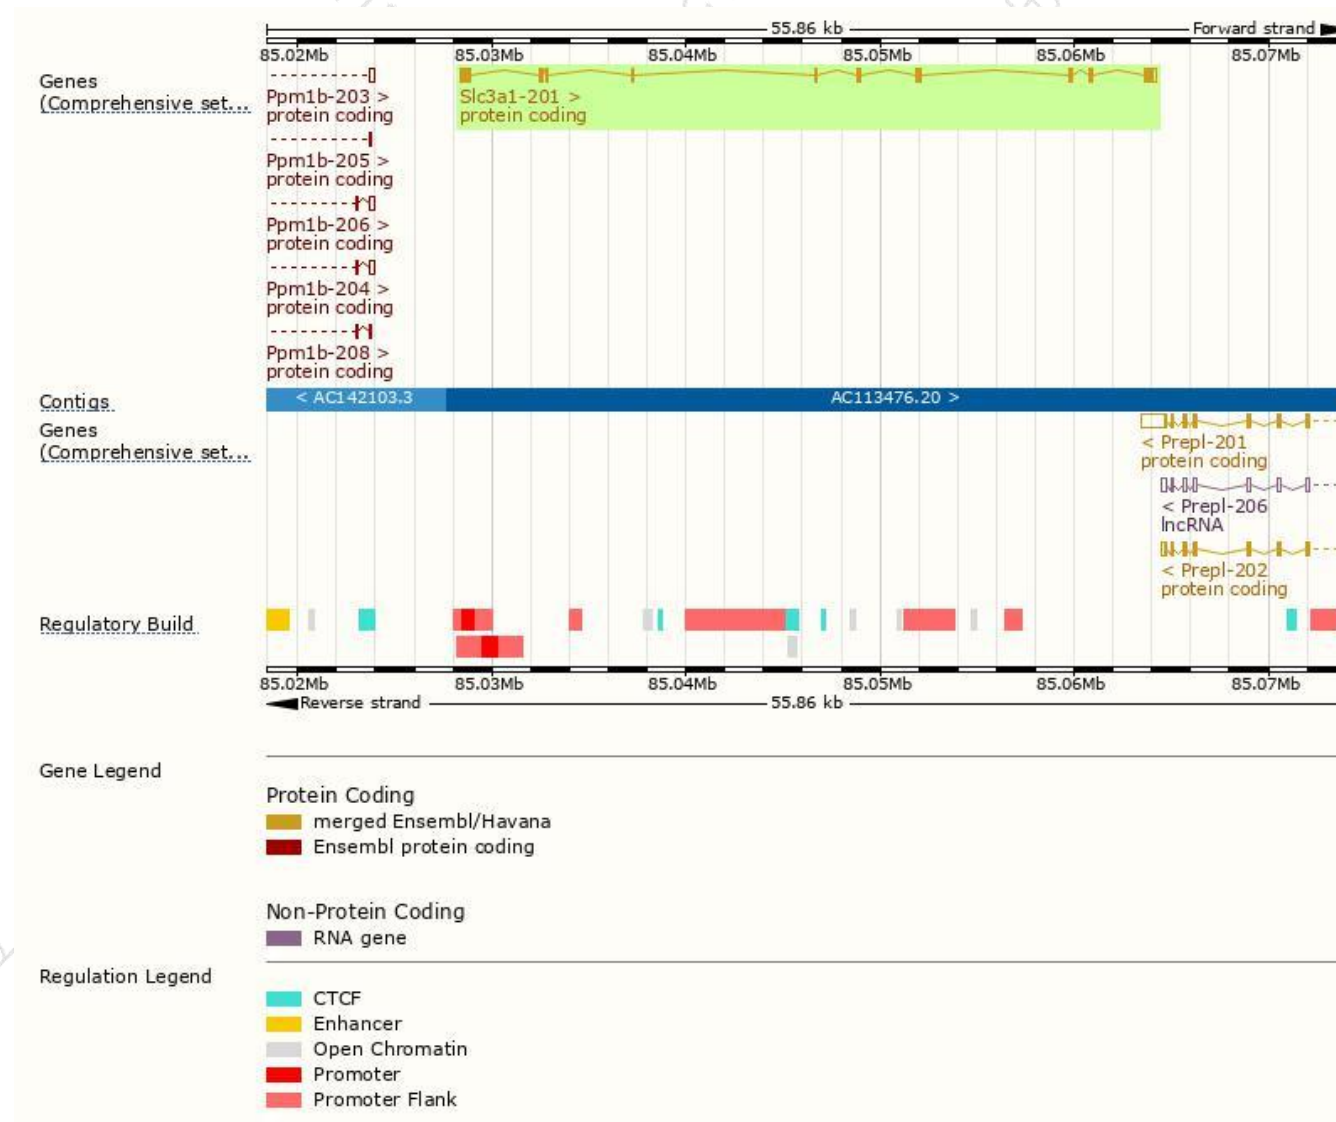 55.86 kb Forward strand
85.02Mb 85.03Mb 85.04Mb 85.05Mb 85.06Mb 85.07Mb
Genes
(Comprehensive set...
Ppm1b-203 >
protein coding
Slc3a1-201 >
protein coding
Ppm1b-205 >
protein coding
Ppm1b-206 >
protein coding
Ppm1b-204 >
protein coding
Ppm1b-208 >
protein coding
Contigs
< AC142103.3 AC113476.20 >
Genes
(Comprehensive set...
< Prepl-201
protein coding
< Prepl-206
lncRNA
< Prepl-202
protein coding
Regulatory Build
85.02Mb 85.03Mb 85.04Mb 85.05Mb 85.06Mb 85.07Mb
Reverse strand 55.86 kb
Gene Legend
Protein Coding
merged Ensembl/Havana
Ensembl protein coding
Non-Protein Coding
RNA gene
Regulation Legend
CTCF
Enhancer
Open Chromatin
Promoter
Promoter Flank